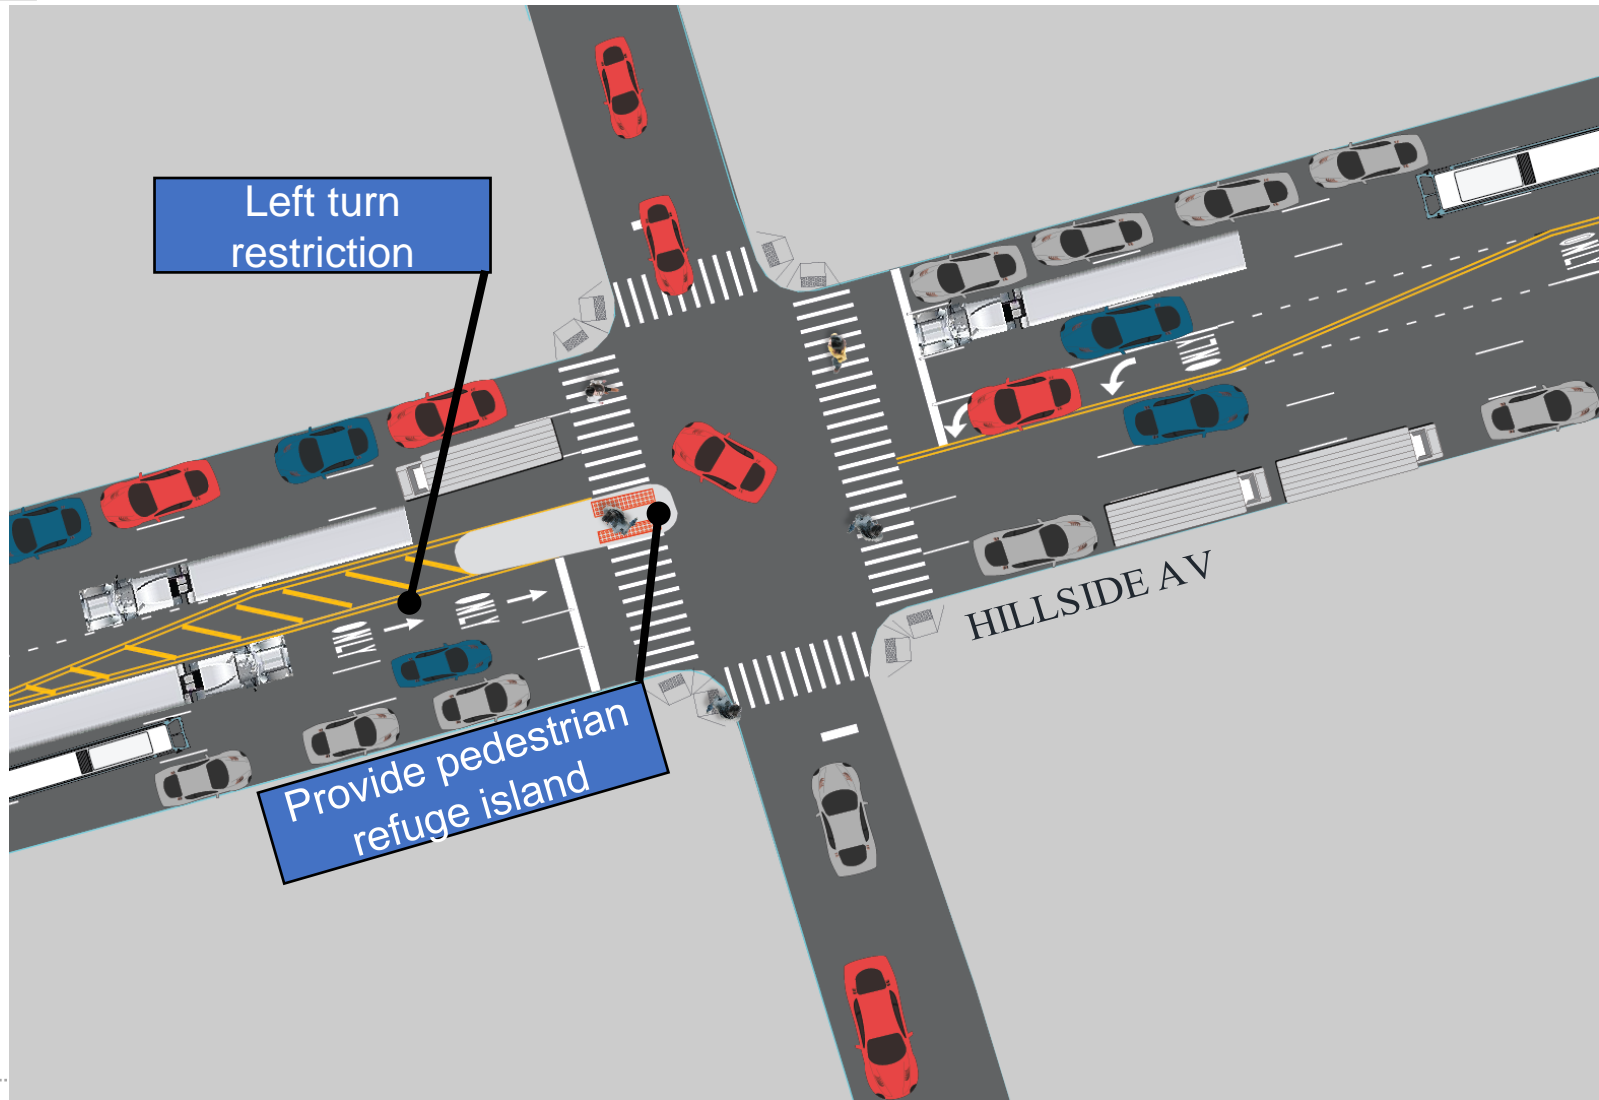 Left turn
restriction
ONLY
ONLY
ONLY
ONLY
HILLSIDE AV
Provide pedestrian
refuge island